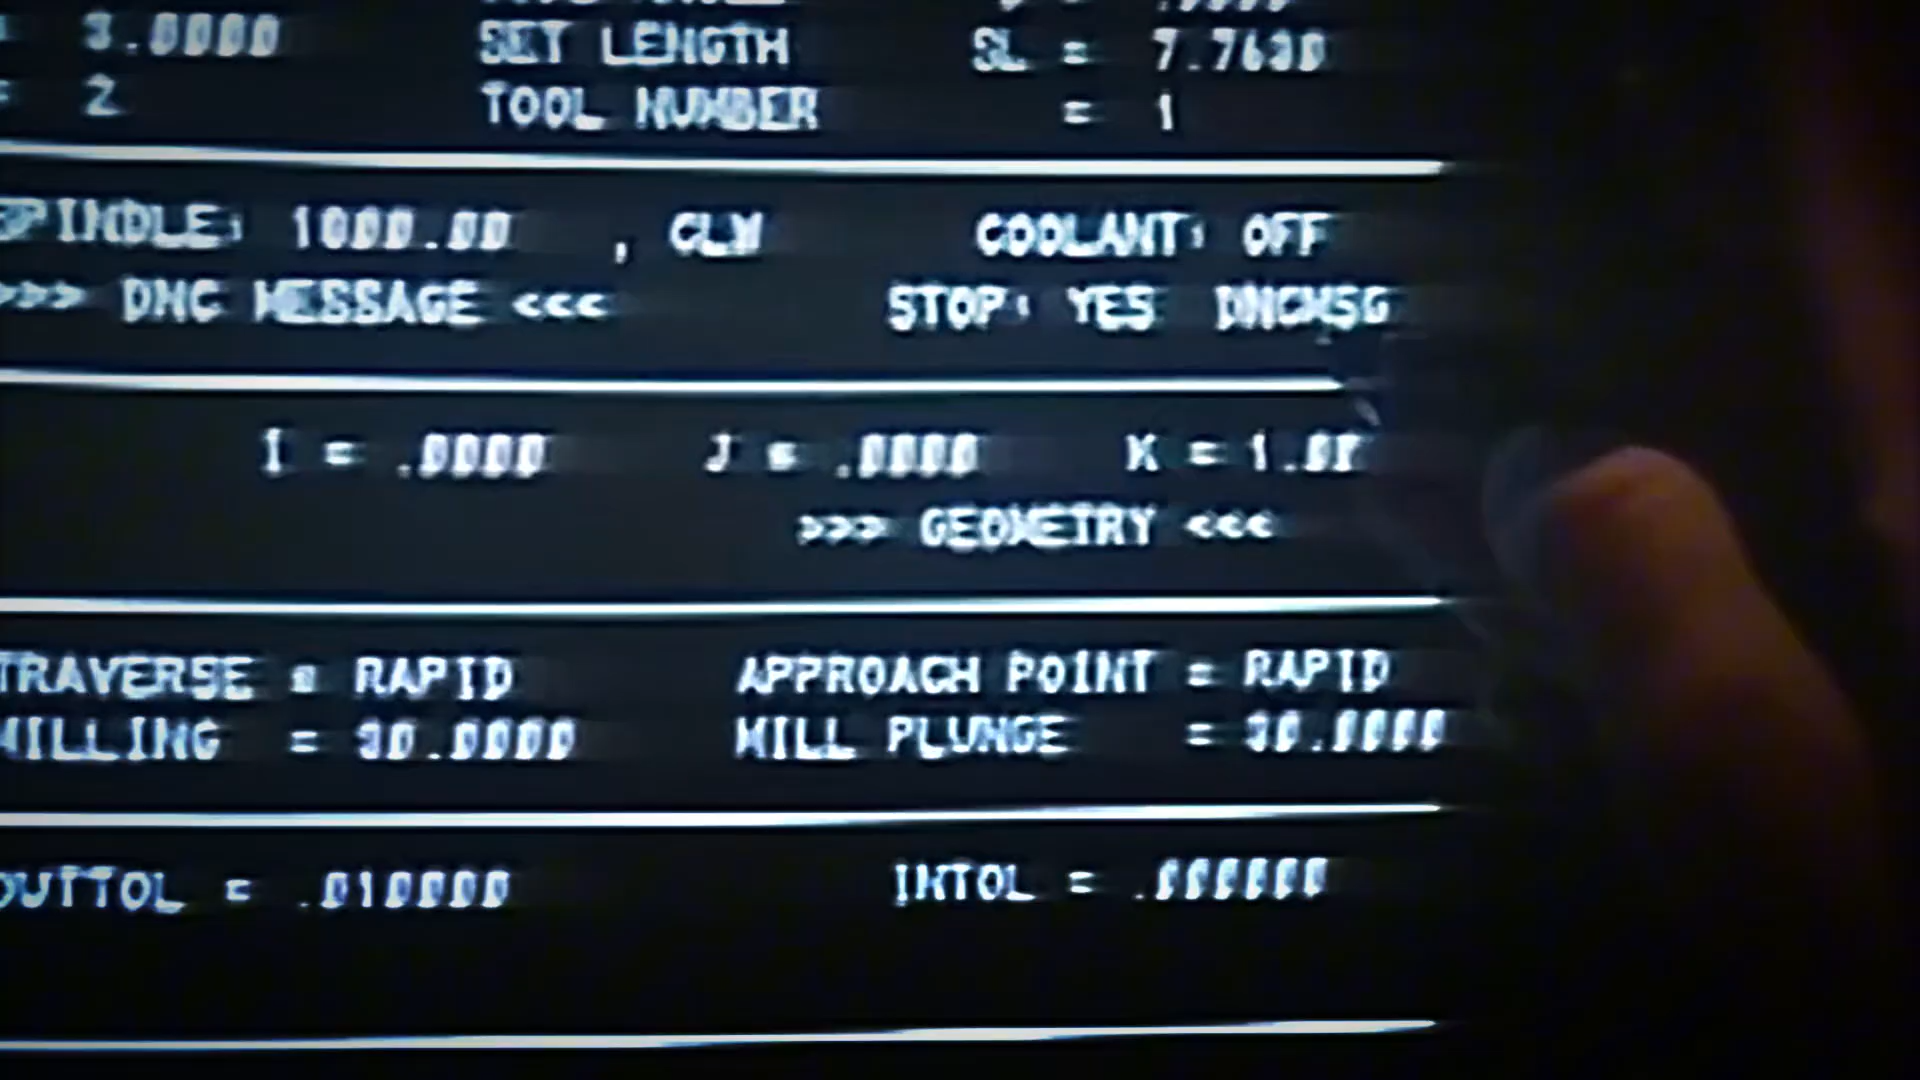 3.0000 SET LENGTH SL = 7.7630
= 2 TOOL NUMBER = 1
SPINDLE: 1000.00 , CLW COOLANT: OFF
>>> DNC MESSAGE <<< STOP: YES DNCMSG
I = .0000 J = .0000 K = 1.00
>>> GEOMETRY <<<
TRAVERSE = RAPID APPROACH POINT = RAPID
MILLING = 30.0000 MILL PLUNGE = 30.0000
OUTTOL = .010000 INTOL = .000000